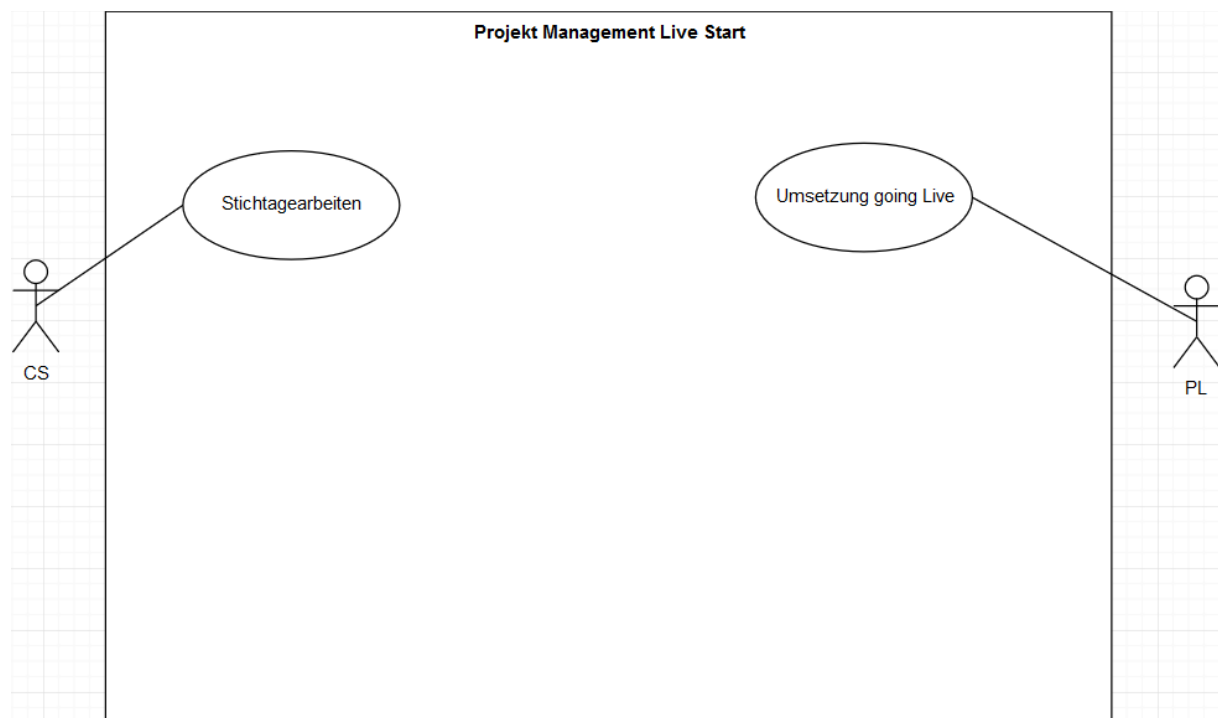 Projekt Management Live Start
Stichtagearbeiten
Umsetzung going Live
CS
PL